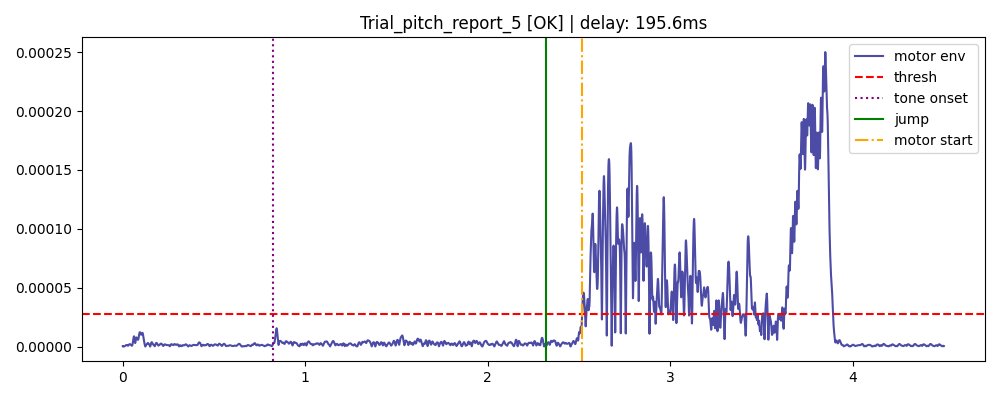 Trial_pitch_report_5 [OK] | delay: 195.6ms
0.00025
0.00020
0.00015
0.00010
0.00005
0.00000
motor env
thresh
tone onset
jump
motor start
0
1
2
3
4